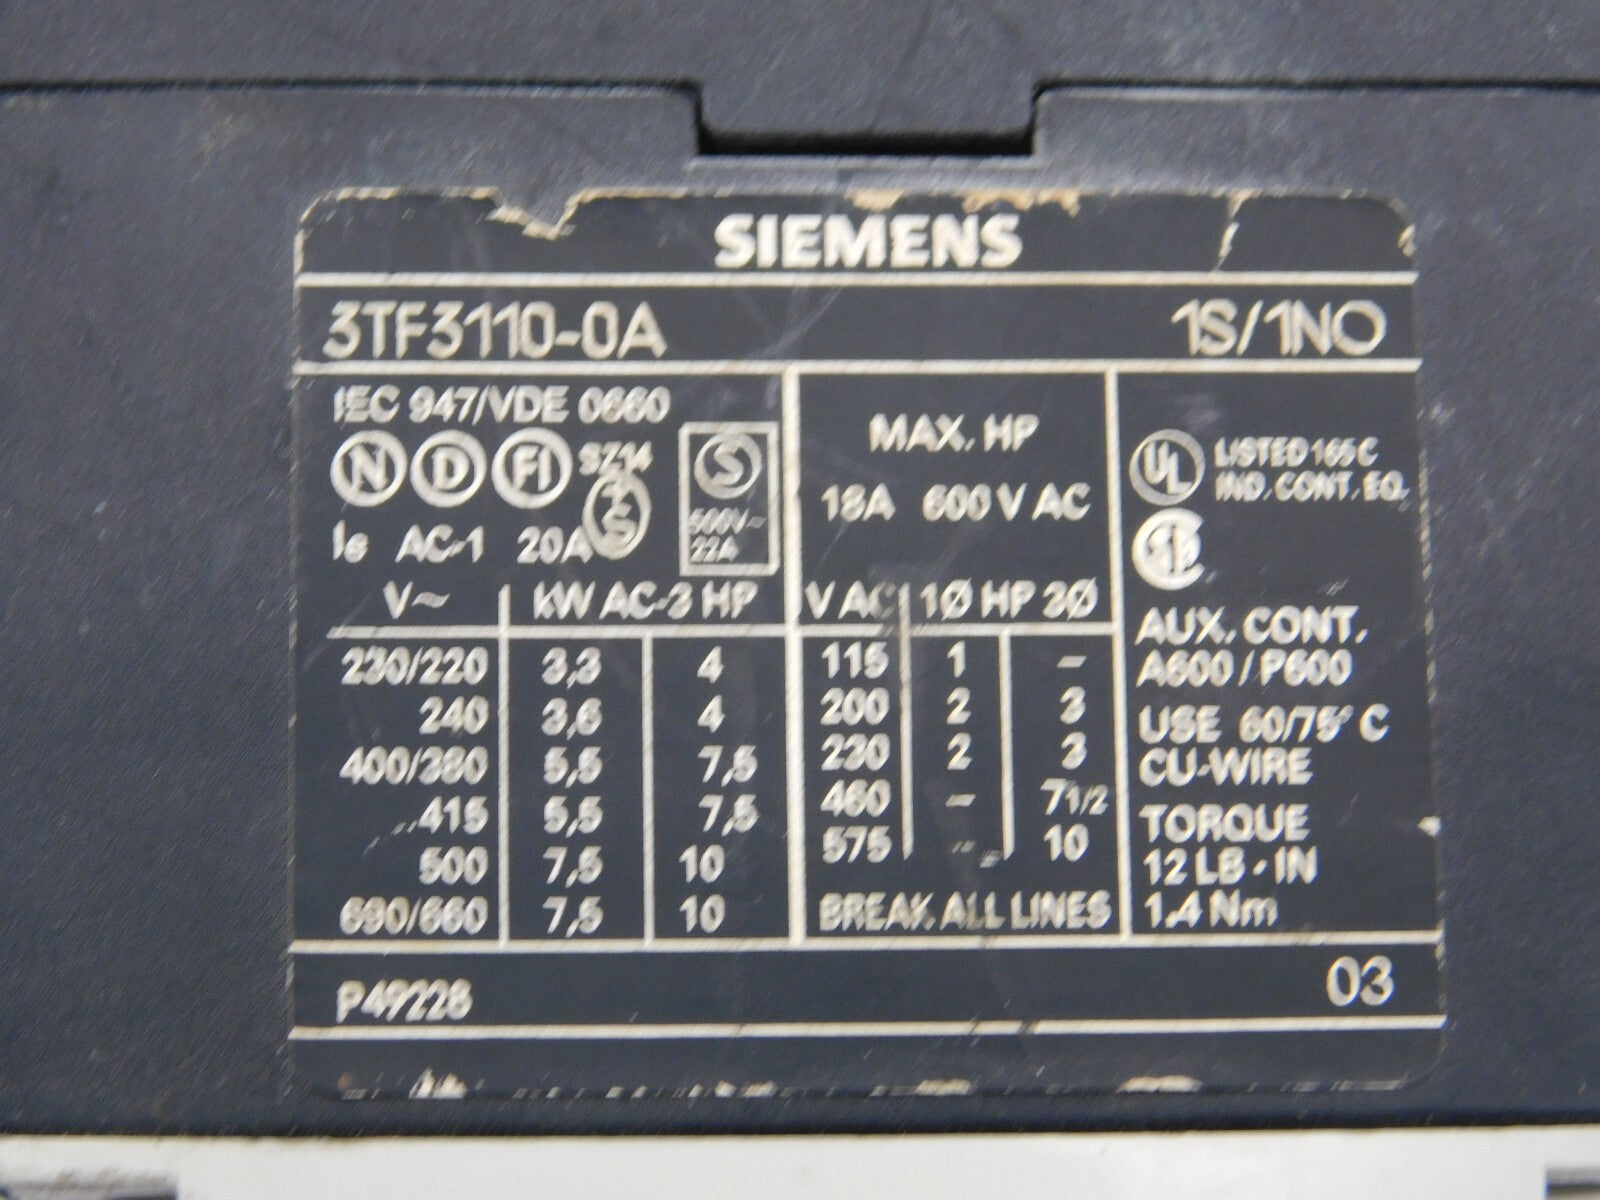 SIEMENS
3TF3110-0A 1S/1NO
IEC 947/VDE 0660
N D FI SZ14 S
+S
500V~
22A
Ie AC-1 20A
V~ kW AC-3 HP
230/220 3,3 4
240 3,6 4
400/380 5,5 7,5
415 5,5 7,5
500 7,5 10
690/660 7,5 10
MAX. HP
18A 600 V AC
V AC 1Ø HP 3Ø
115 1 –
200 2 3
230 2 3
460 – 7 1/2
575 – 10
BREAK ALL LINES
UL LISTED 165 C
IND. CONT. EQ.
AUX. CONT.
A600 / P600
USE 60/75° C
CU-WIRE
TORQUE
12 LB - IN
1.4 Nm
P49228 03